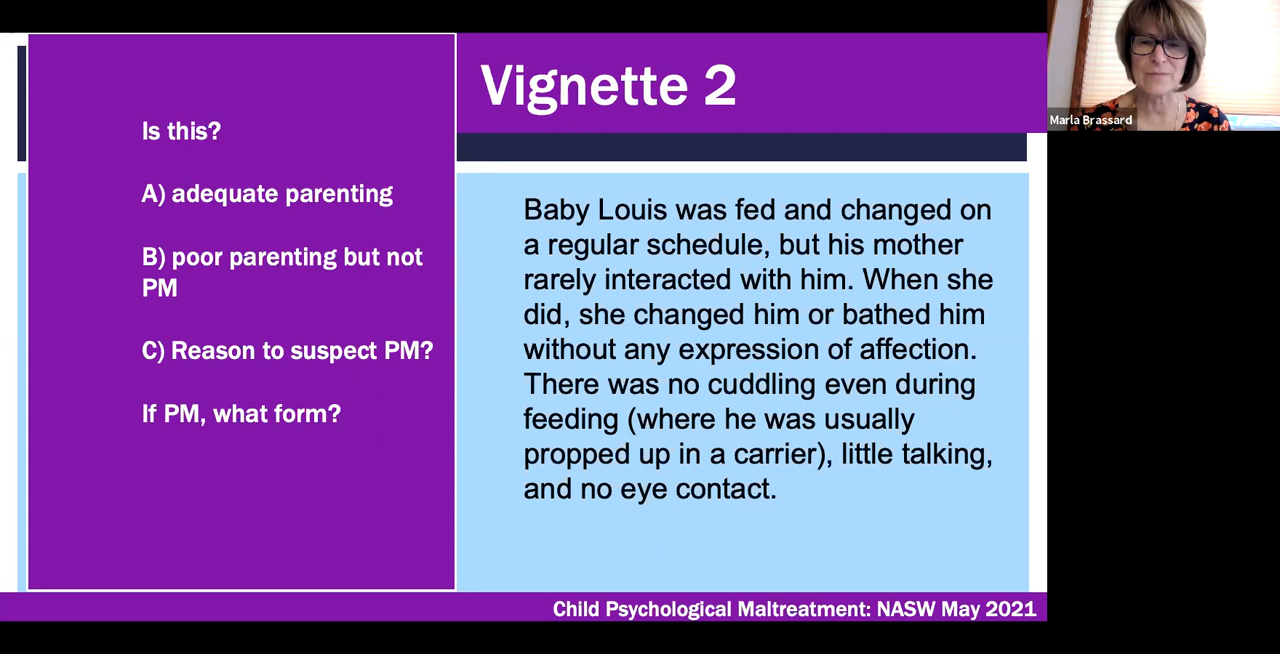 Is this?
A) adequate parenting
B) poor parenting but not
PM
C) Reason to suspect PM?
If PM, what form?
Vignette 2
Baby Louis was fed and changed on
a regular schedule, but his mother
rarely interacted with him. When she
did, she changed him or bathed him
without any expression of affection.
There was no cuddling even during
feeding (where he was usually
propped up in a carrier), little talking,
and no eye contact.
Child Psychological Maltreatment: NASW May 2021
Marla Brassard